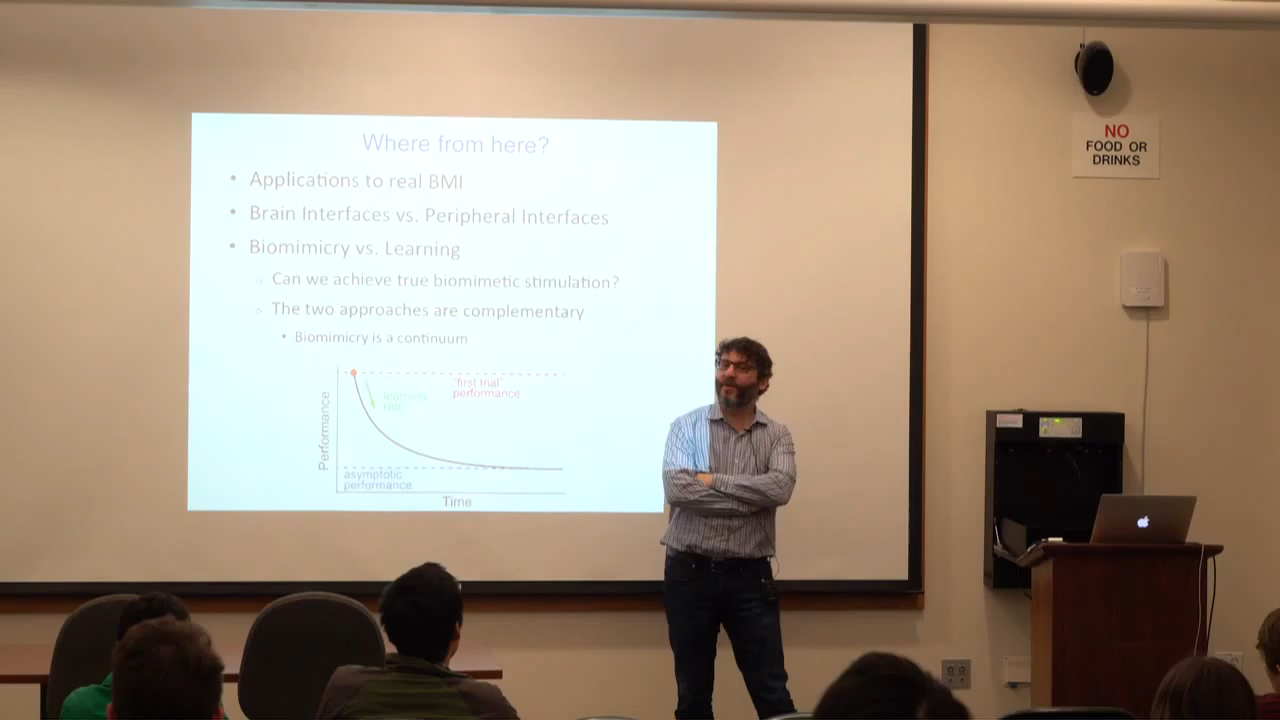 Where from here?
• Applications to real BMI
• Brain Interfaces vs. Peripheral Interfaces
• Biomimicry vs. Learning
○ Can we achieve true biomimetic stimulation?
○ The two approaches are complementary
• Biomimicry is a continuum
"first trial"
performance
learning
rate
Performance
asymptotic
performance
Time
NO
FOOD OR
DRINKS